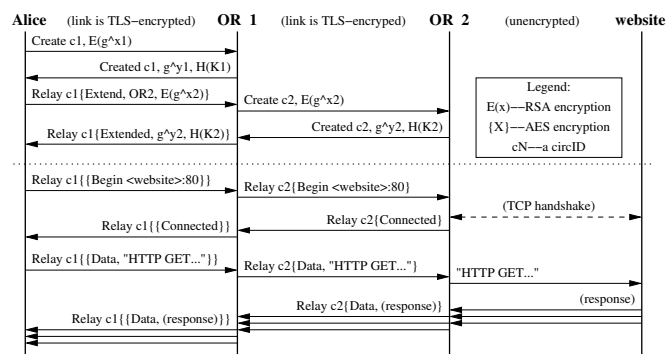 Alice (link is TLS−encrypted) OR 1 (link is TLS−encryped) OR 2 (unencrypted) website
Create c1, E(g^x1)
Created c1, g^y1, H(K1)
Relay c1{Extend, OR2, E(g^x2)}
Create c2, E(g^x2)
Created c2, g^y2, H(K2)
Relay c1{Extended, g^y2, H(K2)}
Legend:
E(x)−−RSA encryption
{X}−−AES encryption
cN−−a circID
Relay c1{{Begin <website>:80}}
Relay c2{Begin <website>:80}
(TCP handshake)
Relay c2{Connected}
Relay c1{{Connected}}
Relay c1{{Data, "HTTP GET..."}}
Relay c2{Data, "HTTP GET..."}
"HTTP GET..."
(response)
Relay c2{Data, (response)}
Relay c1{{Data, (response)}}